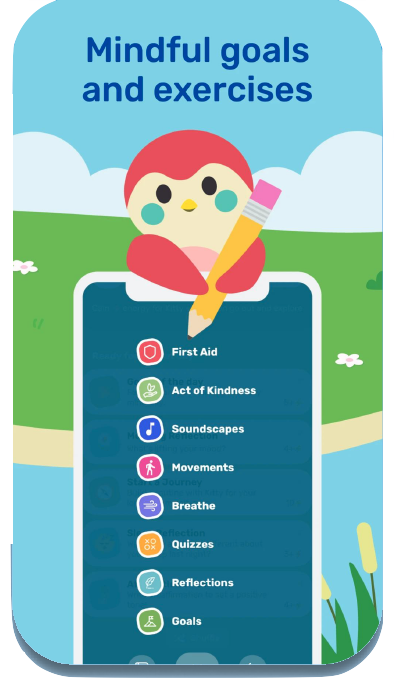 Mindful goals
and exercises
First Aid
Act of Kindness
Soundscapes
Movements
Breathe
Quizzes
Reflections
Goals